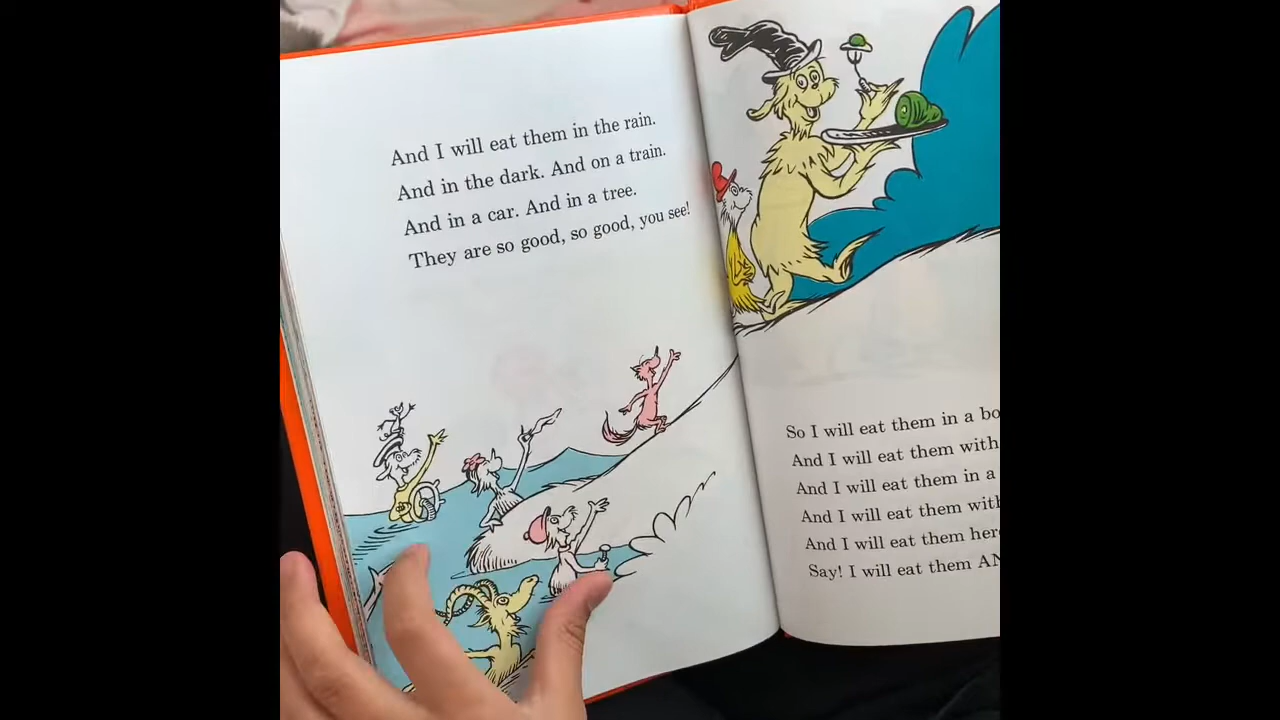 And I will eat them in the rain.
And in the dark. And on a train.
And in a car. And in a tree.
They are so good, so good, you see!
So I will eat them in a
And I will eat them with
And I will eat them in a
And I will eat them
And I will eat them
Say! I will eat them